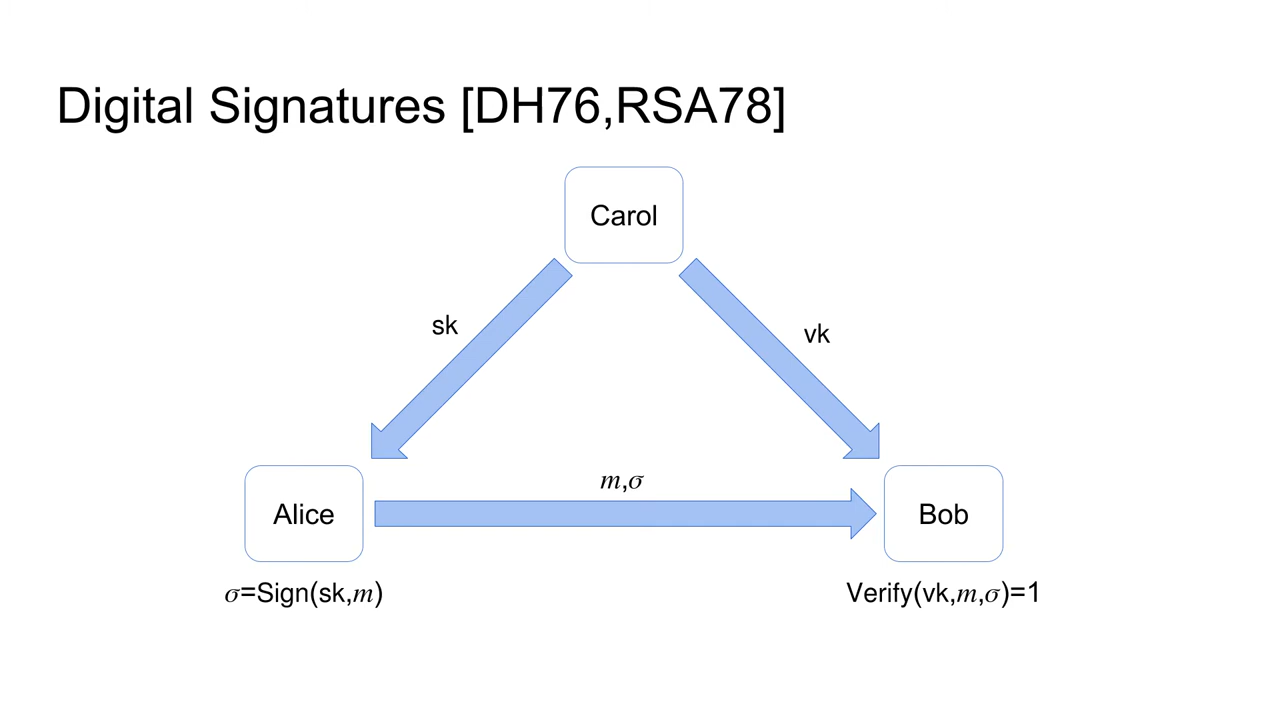 Digital Signatures [DH76,RSA78]
Carol
sk
vk
m,σ
Alice
Bob
σ=Sign(sk,m)
Verify(vk,m,σ)=1